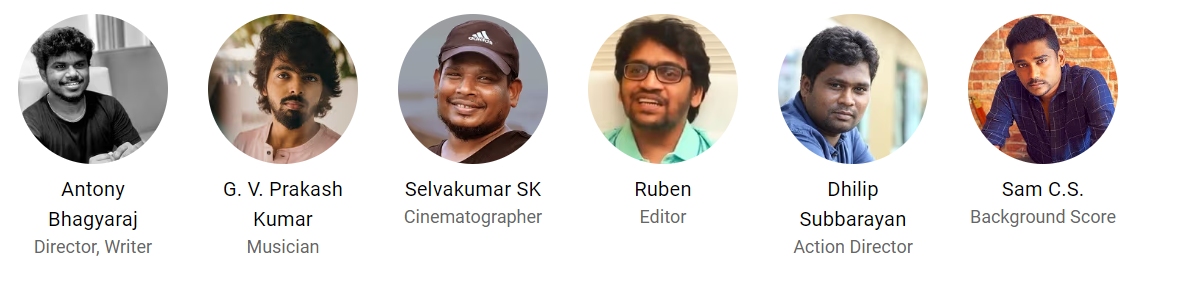 adidas
Antony
Bhagyaraj
Director, Writer
G. V. Prakash
Kumar
Musician
Selvakumar SK
Cinematographer
Ruben
Editor
Dhilip
Subbarayan
Action Director
Sam C.S.
Background Score